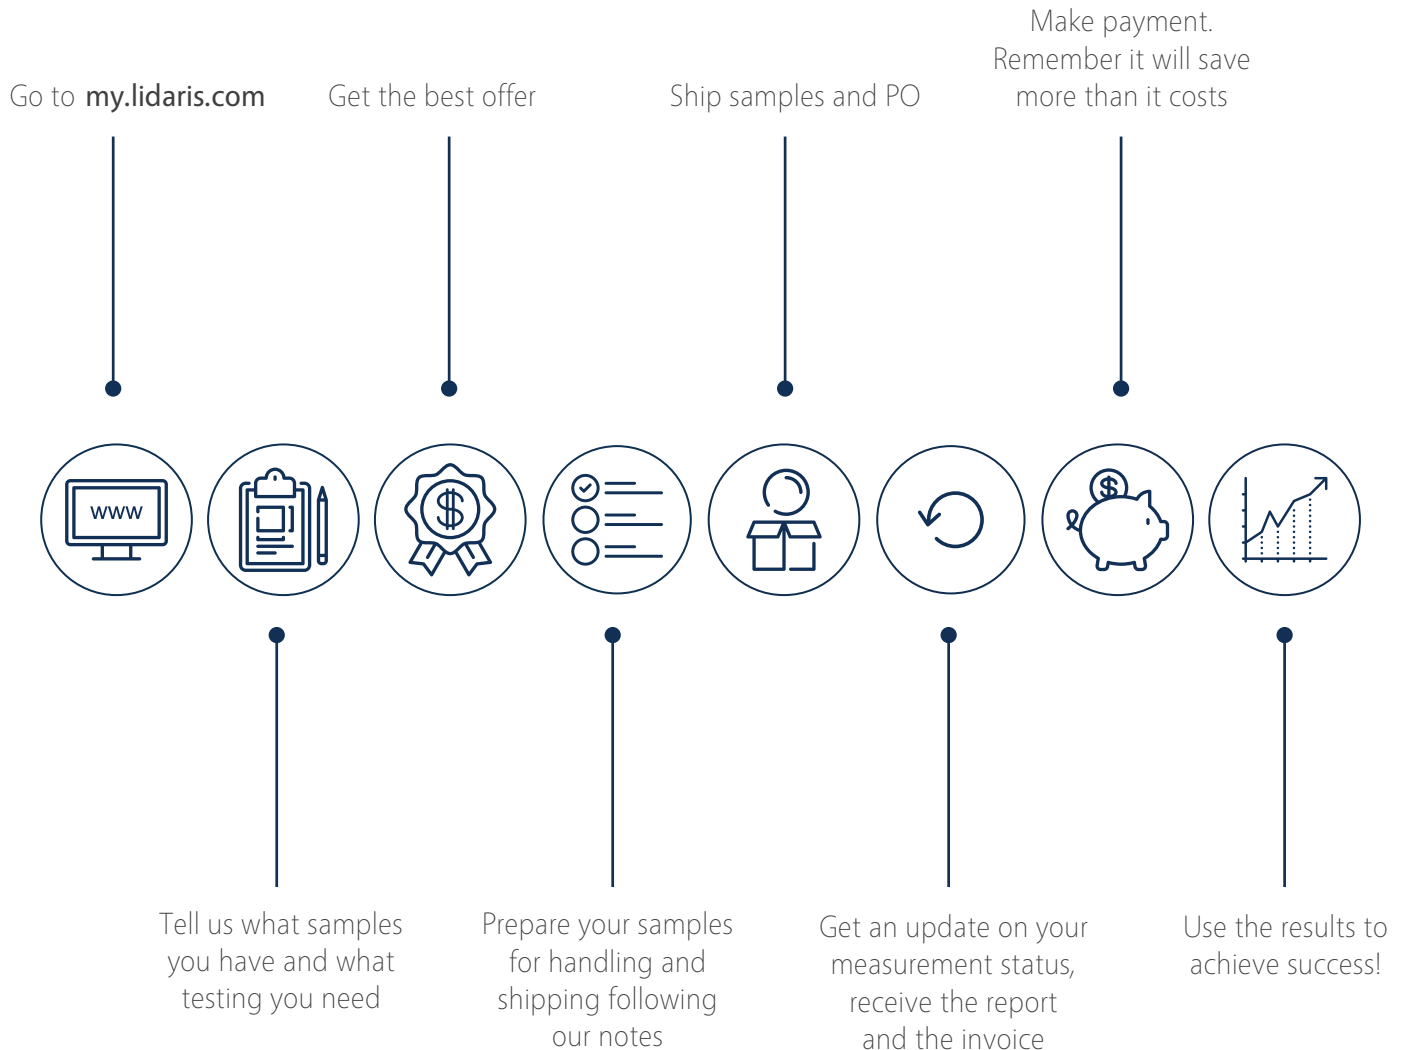 Make payment.
Remember it will save
more than it costs
Go to my.lidaris.com
Get the best offer
Ship samples and PO
www
$
$
Tell us what samples
you have and what
testing you need
Prepare your samples
for handling and
shipping following
our notes
Get an update on your
measurement status,
receive the report
and the invoice
Use the results to
achieve success!